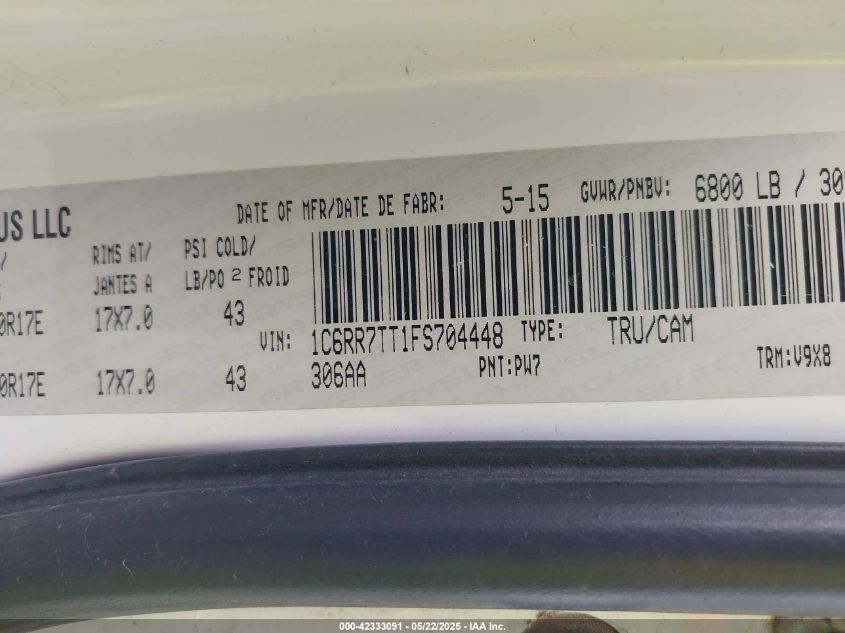 US LLC
DATE OF MFR/DATE DE FABR: 5-15 GVWR/PNBV: 6800 LB / 30
RIMS AT/ PSI COLD/
JANTES A LB/PO 2 FROID
0R17E 17X7.0 43
VIN: 1C6RR7TT1FS704448 TYPE: TRU/CAM
0R17E 17X7.0 43 306AA PNT:PW7 TRM:V9X8
000-42333091 - 05/22/2025 - IAA Inc.